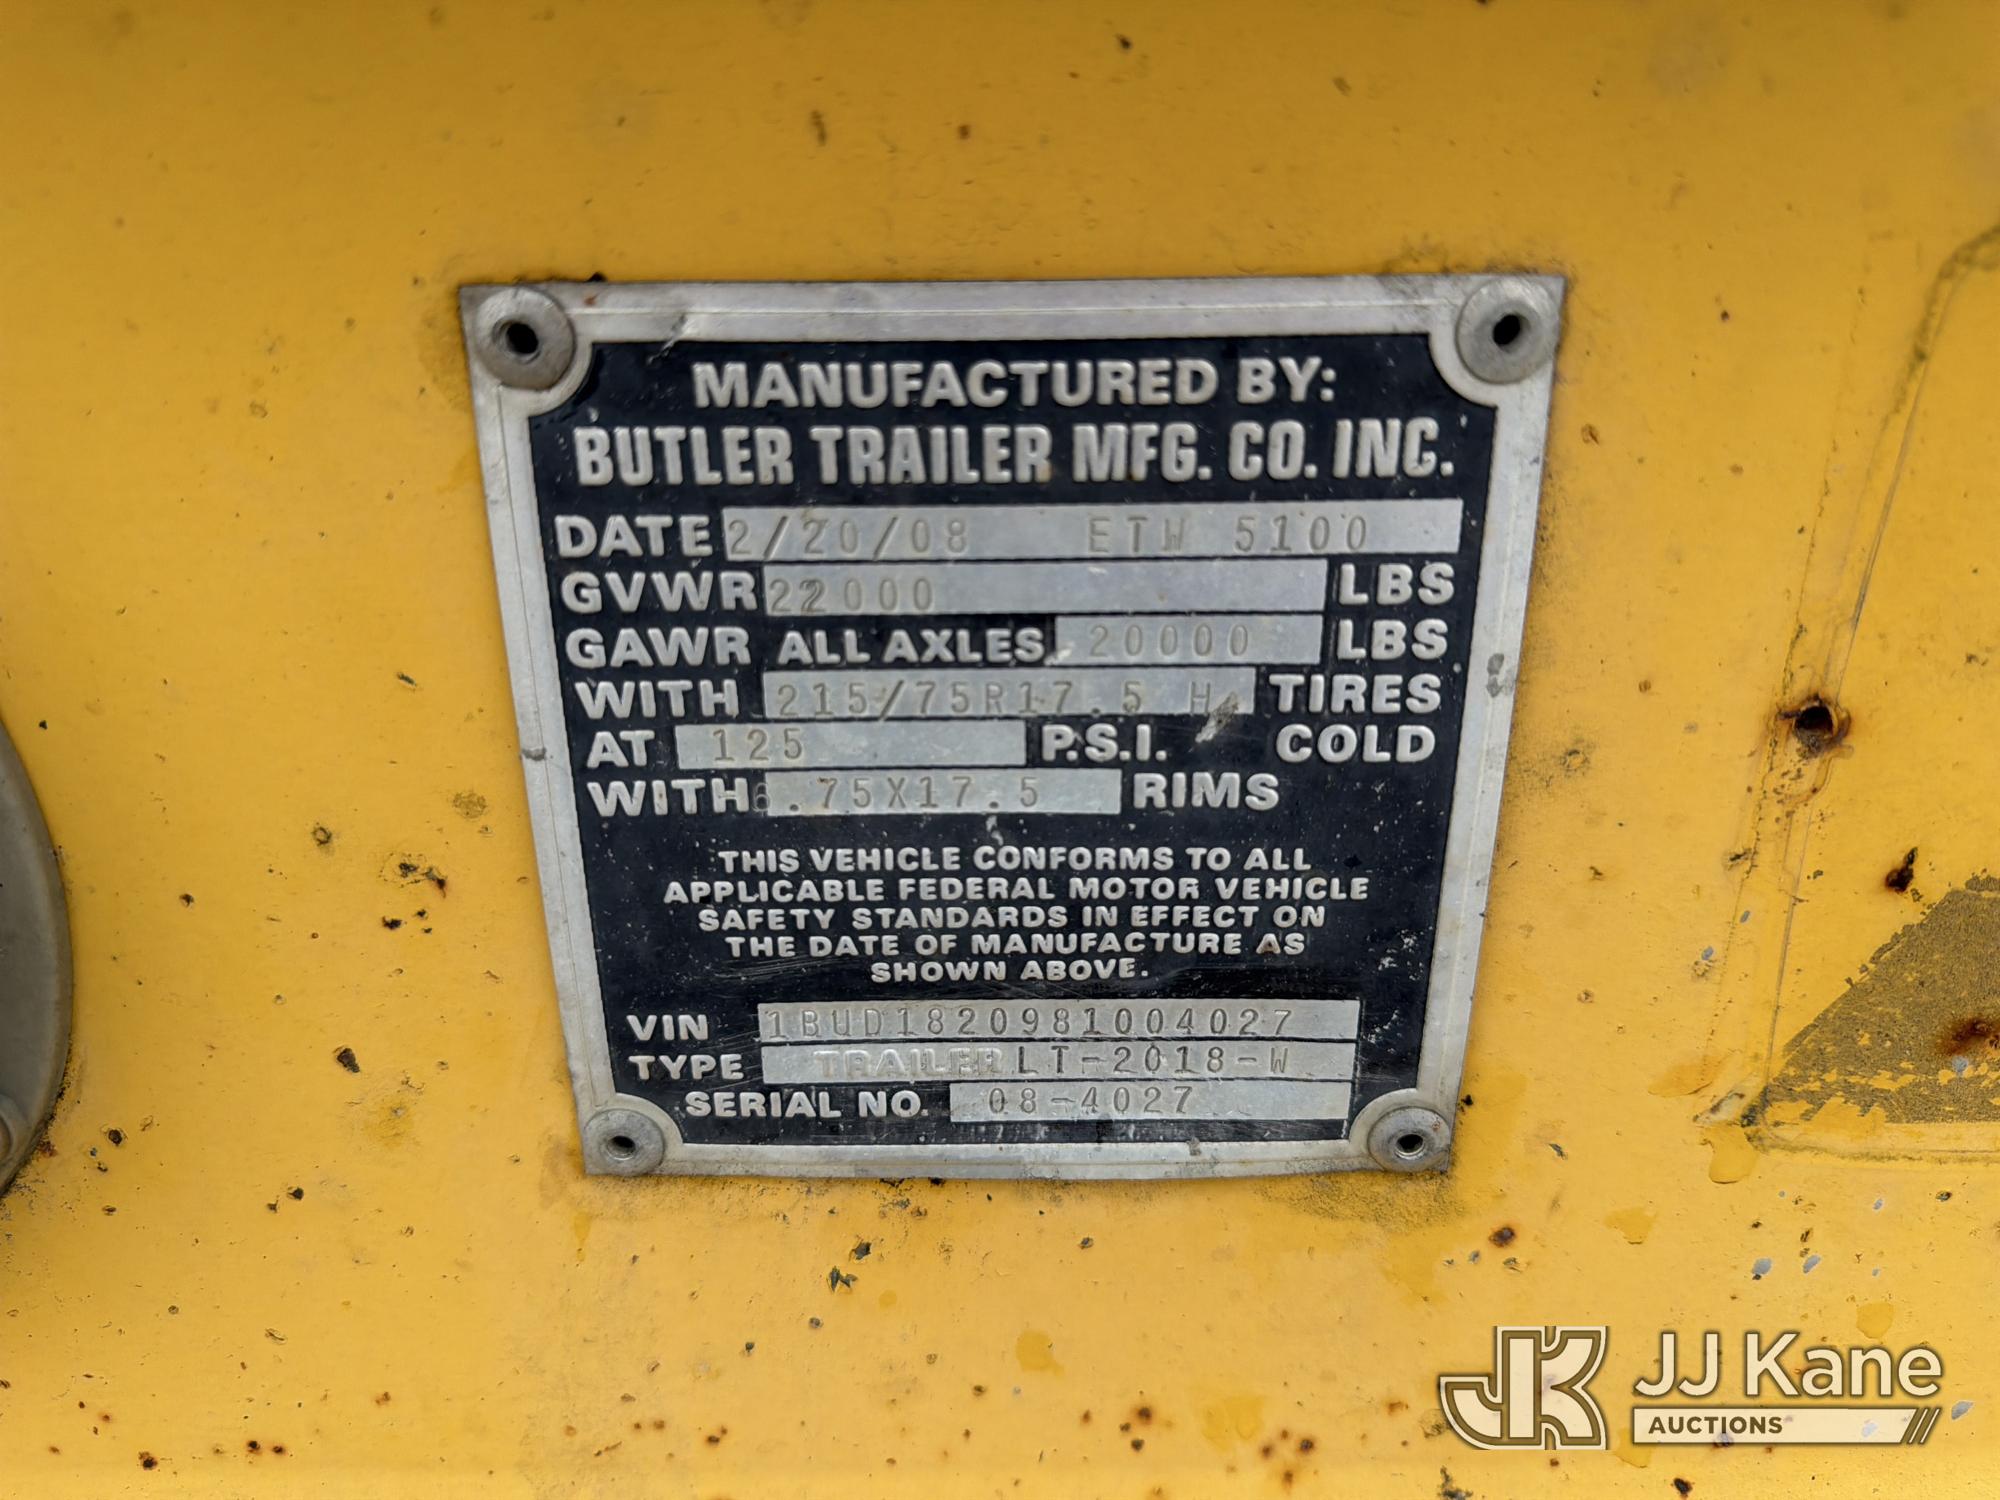 MANUFACTURED BY:
BUTLER TRAILER MFG. CO. INC.
DATE 2/20/08 ETW 5100
GVWR 22000 LBS
GAWR ALL AXLES 20000 LBS
WITH 215/75R17.5 H TIRES
AT 125 P.S.I. COLD
WITH 6.75X17.5 RIMS
THIS VEHICLE CONFORMS TO ALL
APPLICABLE FEDERAL MOTOR VEHICLE
SAFETY STANDARDS IN EFFECT ON
THE DATE OF MANUFACTURE AS
SHOWN ABOVE.
VIN 1BUD1820981004027
TYPE TRAILER LT-2018-W
SERIAL NO. 08-4027
JK JJ Kane
AUCTIONS